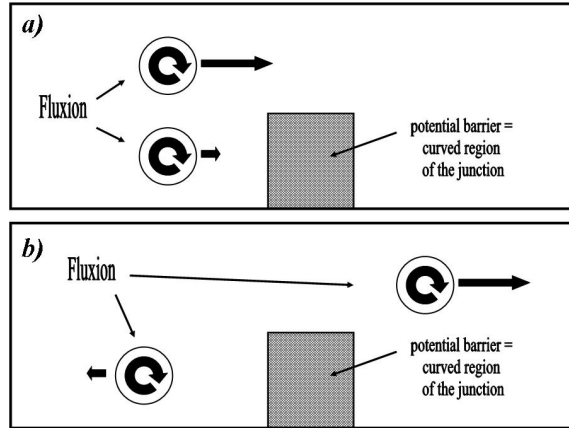 a)
Fluxion
potential barrier =
curved region
of the junction
b)
Fluxion
potential barrier =
curved region
of the junction